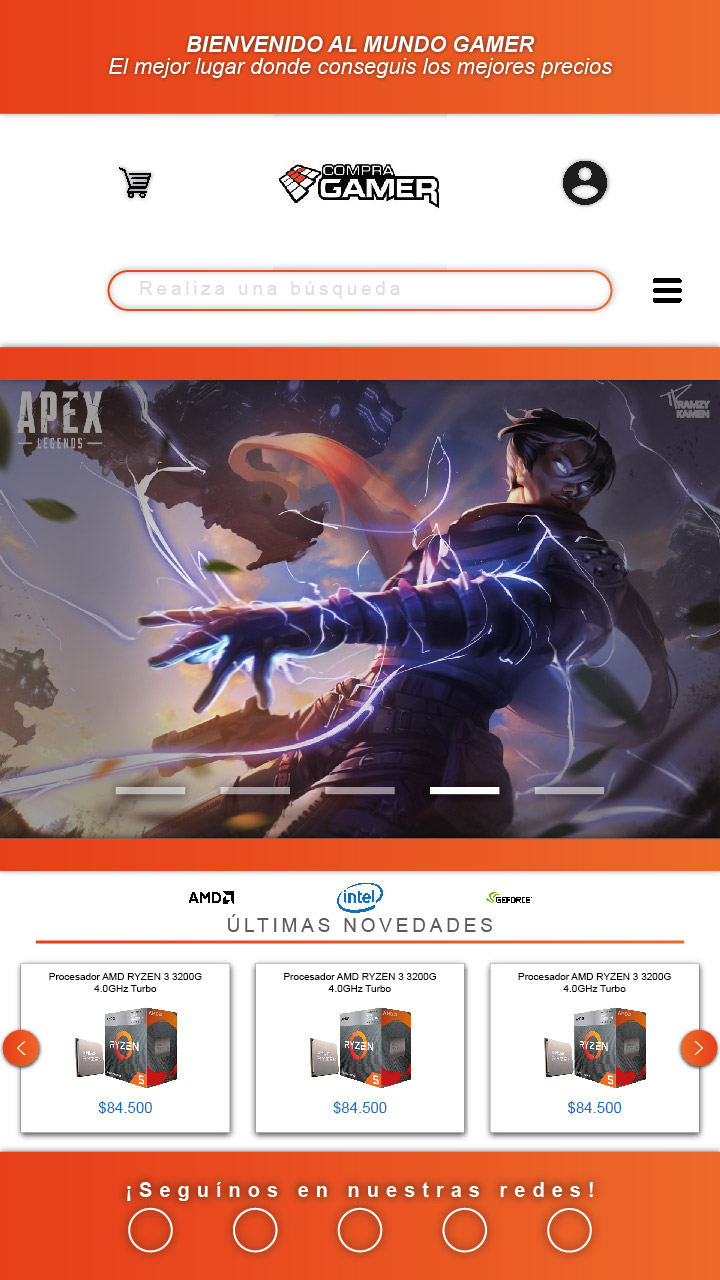 BIENVENIDO AL MUNDO GAMER
El mejor lugar donde conseguis los mejores precios
COMPRA
GAMER
Realiza una búsqueda
APEX
LEGENDS
RAMZY
KAMEN
AMD
intel
GEFORCE
ÚLTIMAS NOVEDADES
Procesador AMD RYZEN 3 3200G
4.0GHz Turbo
AMD
RYZEN
5
$84.500
Procesador AMD RYZEN 3 3200G
4.0GHz Turbo
AMD
RYZEN
5
$84.500
Procesador AMD RYZEN 3 3200G
4.0GHz Turbo
AMD
RYZEN
5
$84.500
¡Seguínos en nuestras redes!